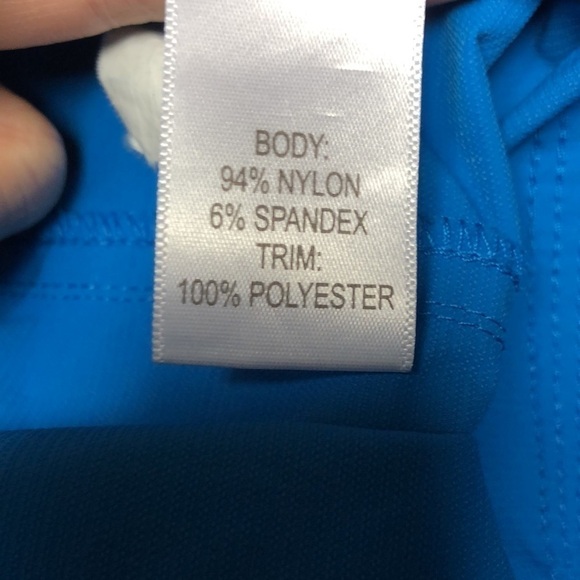 BODY:
94% NYLON
6% SPANDEX
TRIM:
100% POLYESTER